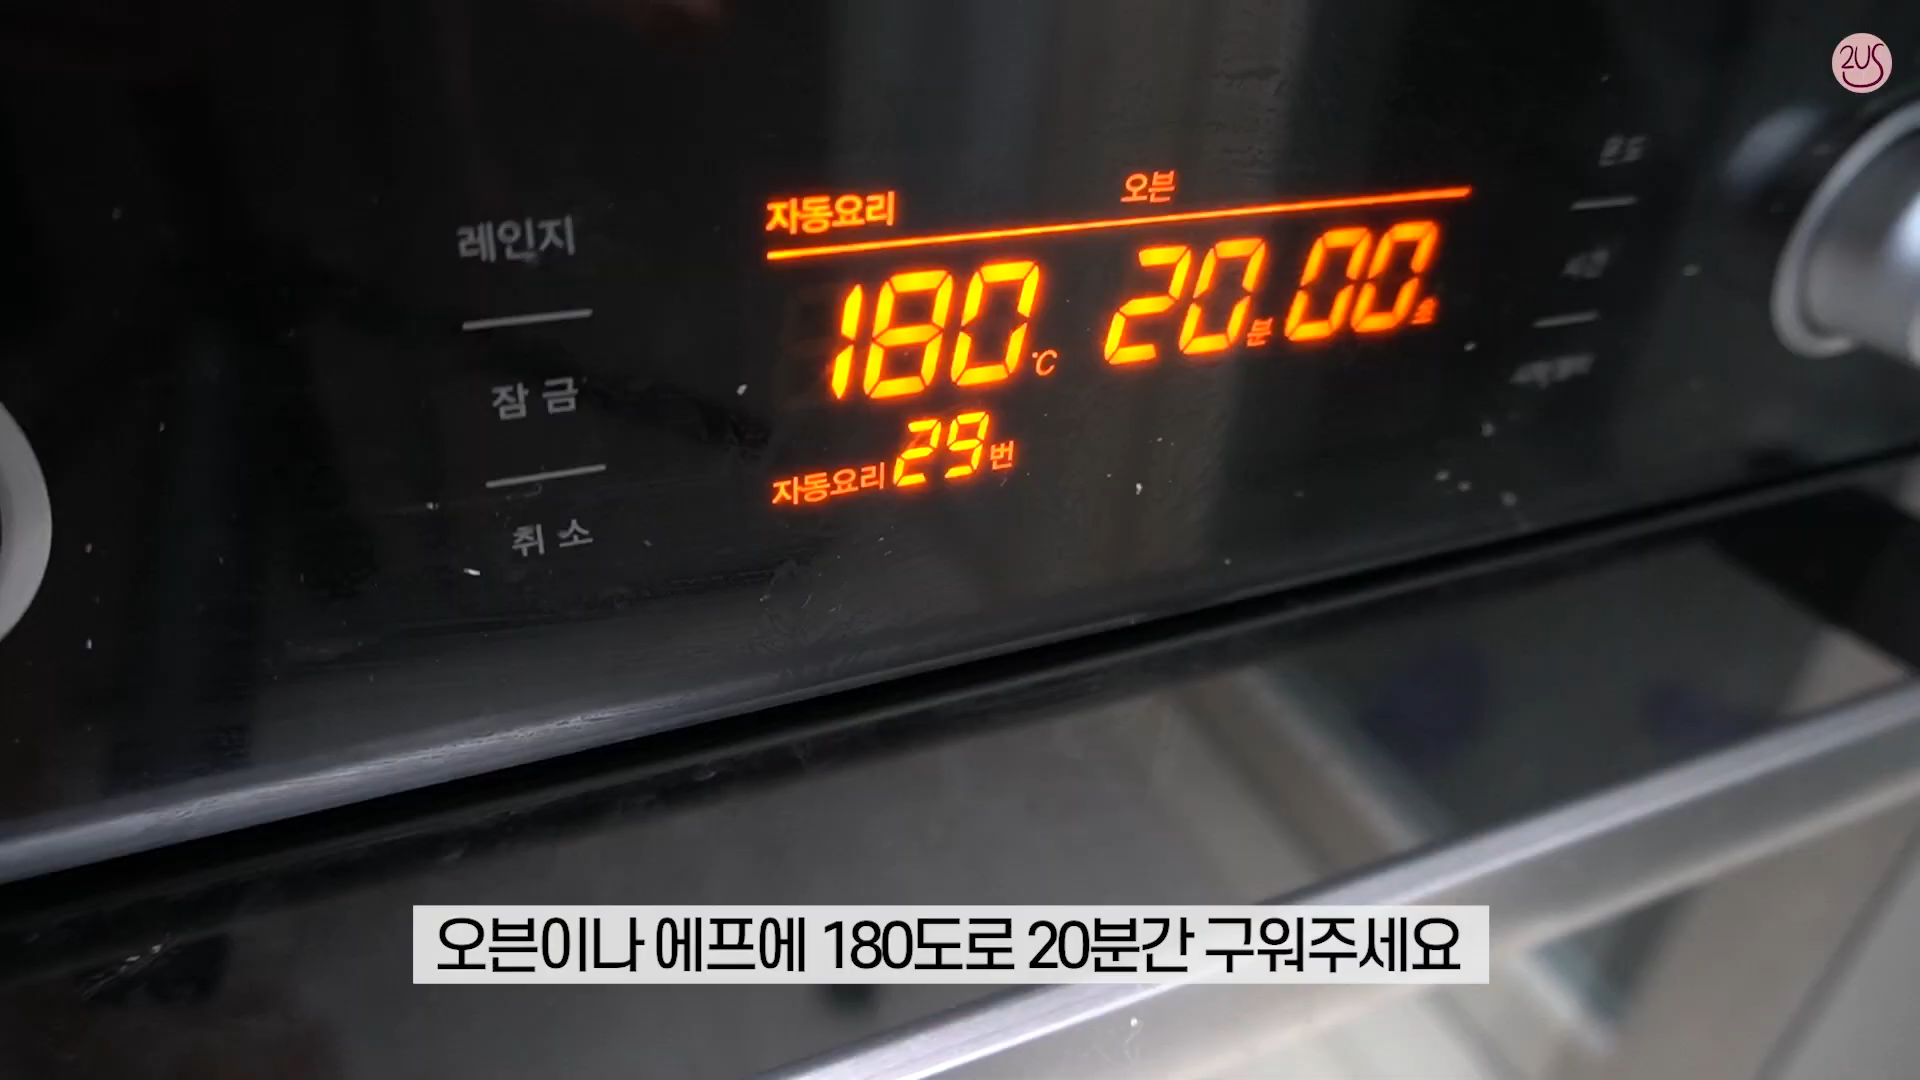 2US
레인지
잠금
취소
자동요리 오븐
180°C 20분00초
자동요리 29번
온도
오븐이나 에프에 180도로 20분간 구워주세요